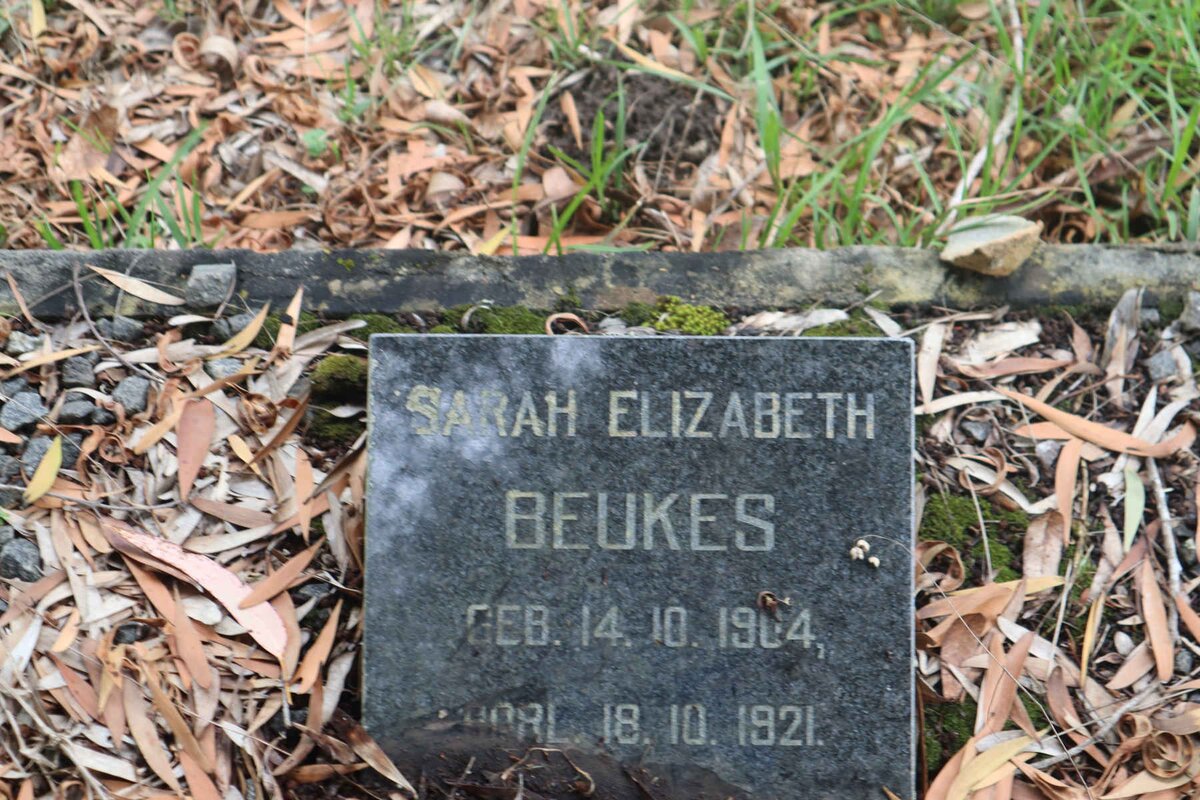 SARAH ELIZABETH
BEUKES
GEB. 14. 10. 1904,
OORL. 18. 10. 1921.